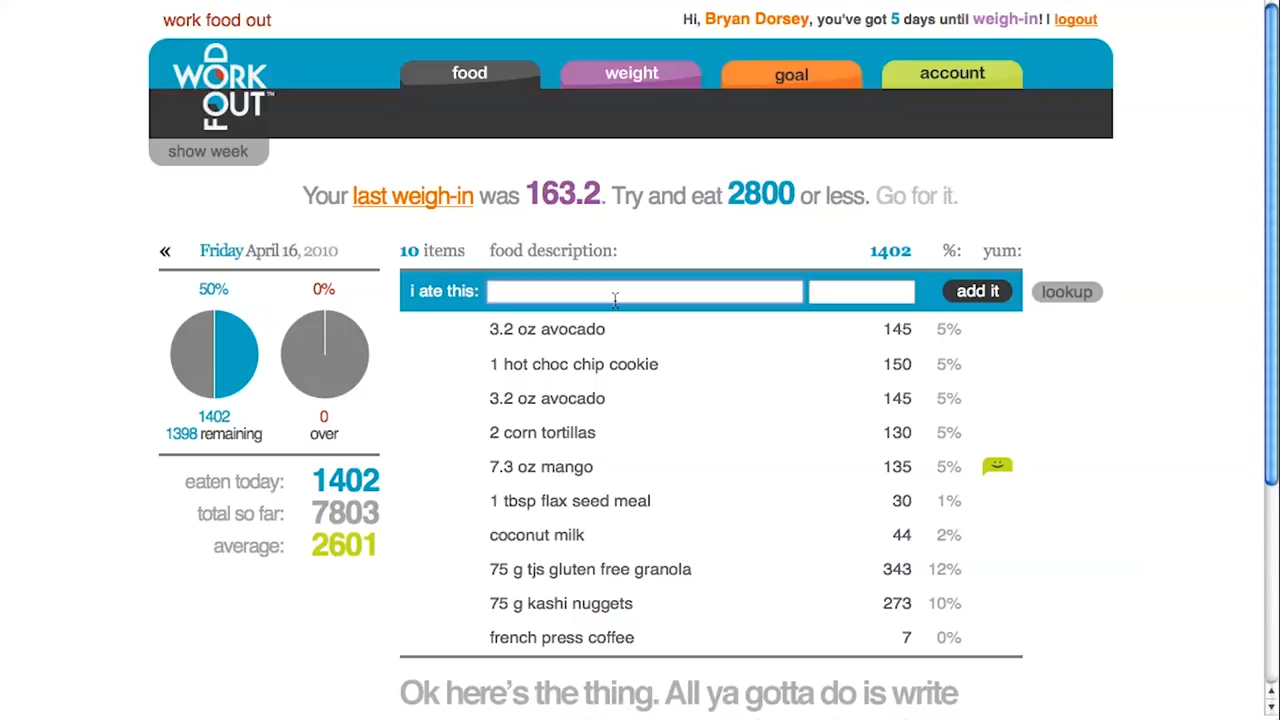 work food out
Hi, Bryan Dorsey, you've got 5 days until weigh-in! | logout
WORK FOOD OUT™
food
weight
goal
account
show week
Your last weigh-in was 163.2. Try and eat 2800 or less. Go for it.
« Friday April 16, 2010
50% 0%
1402 0
1398 remaining over
eaten today: 1402
total so far: 7803
average: 2601
10 items food description: 1402 %: yum:
i ate this: add it lookup
3.2 oz avocado 145 5%
1 hot choc chip cookie 150 5%
3.2 oz avocado 145 5%
2 corn tortillas 130 5%
7.3 oz mango 135 5%
1 tbsp flax seed meal 30 1%
coconut milk 44 2%
75 g tjs gluten free granola 343 12%
75 g kashi nuggets 273 10%
french press coffee 7 0%
Ok here's the thing. All ya gotta do is write